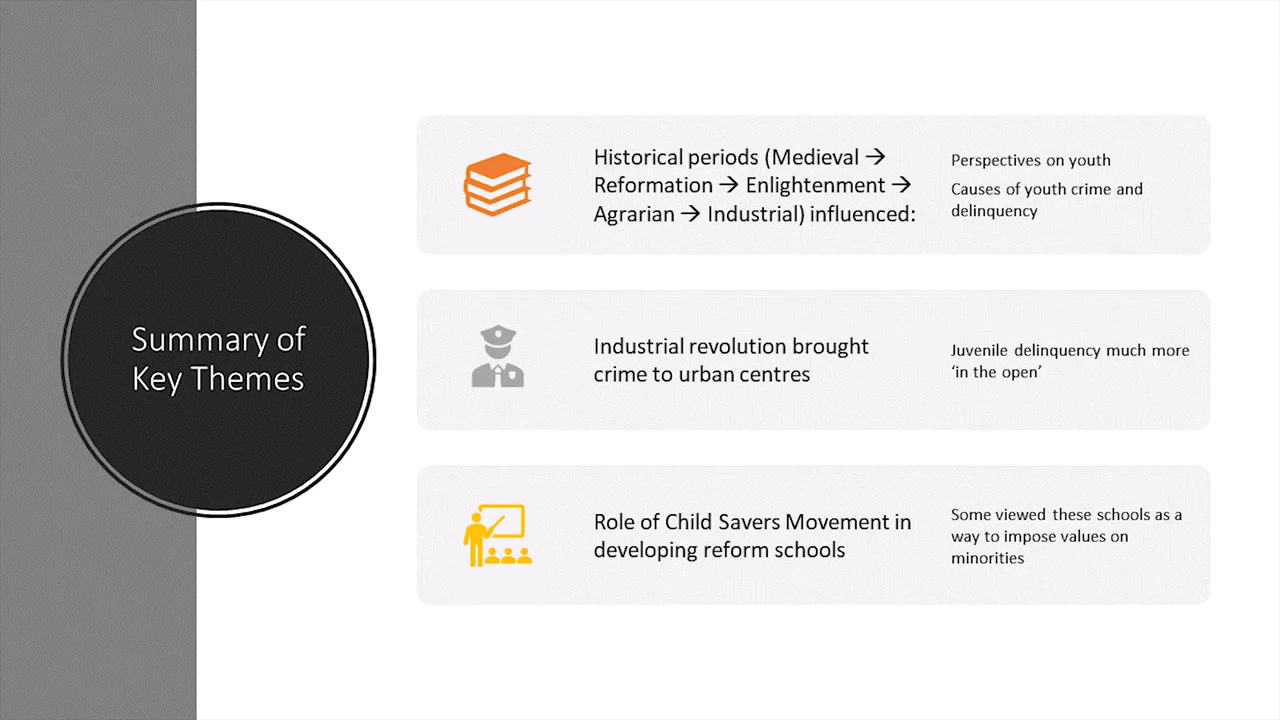 Summary of
Key Themes
Historical periods (Medieval →
Reformation → Enlightenment →
Agrarian → Industrial) influenced:
Perspectives on youth
Causes of youth crime and
delinquency
Industrial revolution brought
crime to urban centres
Juvenile delinquency much more
‘in the open’
Role of Child Savers Movement in
developing reform schools
Some viewed these schools as a
way to impose values on
minorities